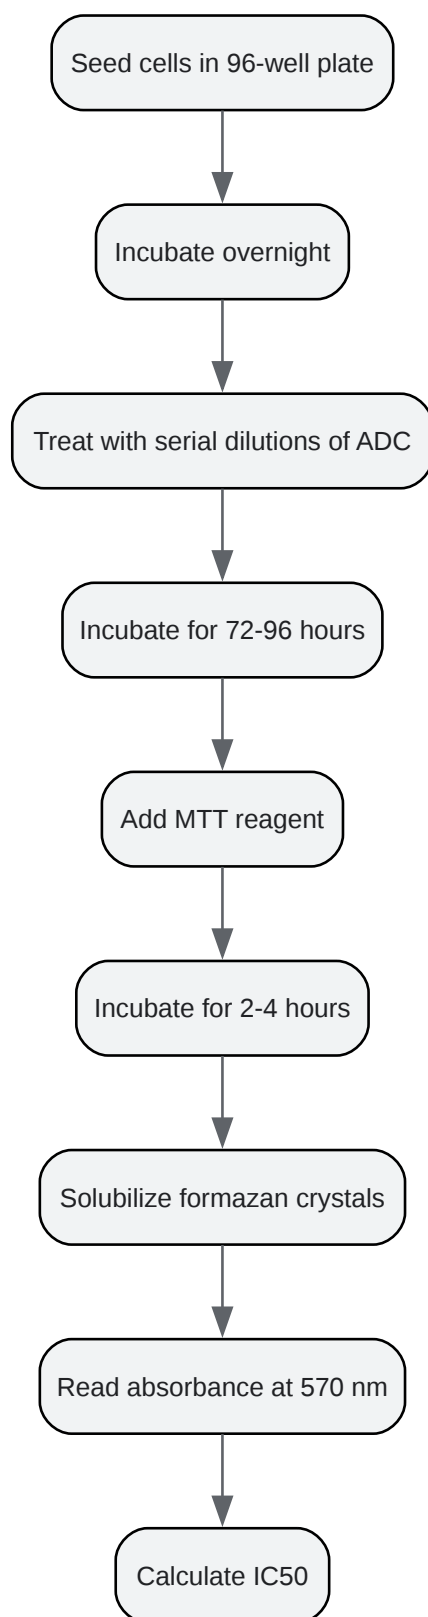 Seed cells in 96-well plate
Incubate overnight
Treat with serial dilutions of ADC
Incubate for 72-96 hours
Add MTT reagent
Incubate for 2-4 hours
Solubilize formazan crystals
Read absorbance at 570 nm
Calculate IC50